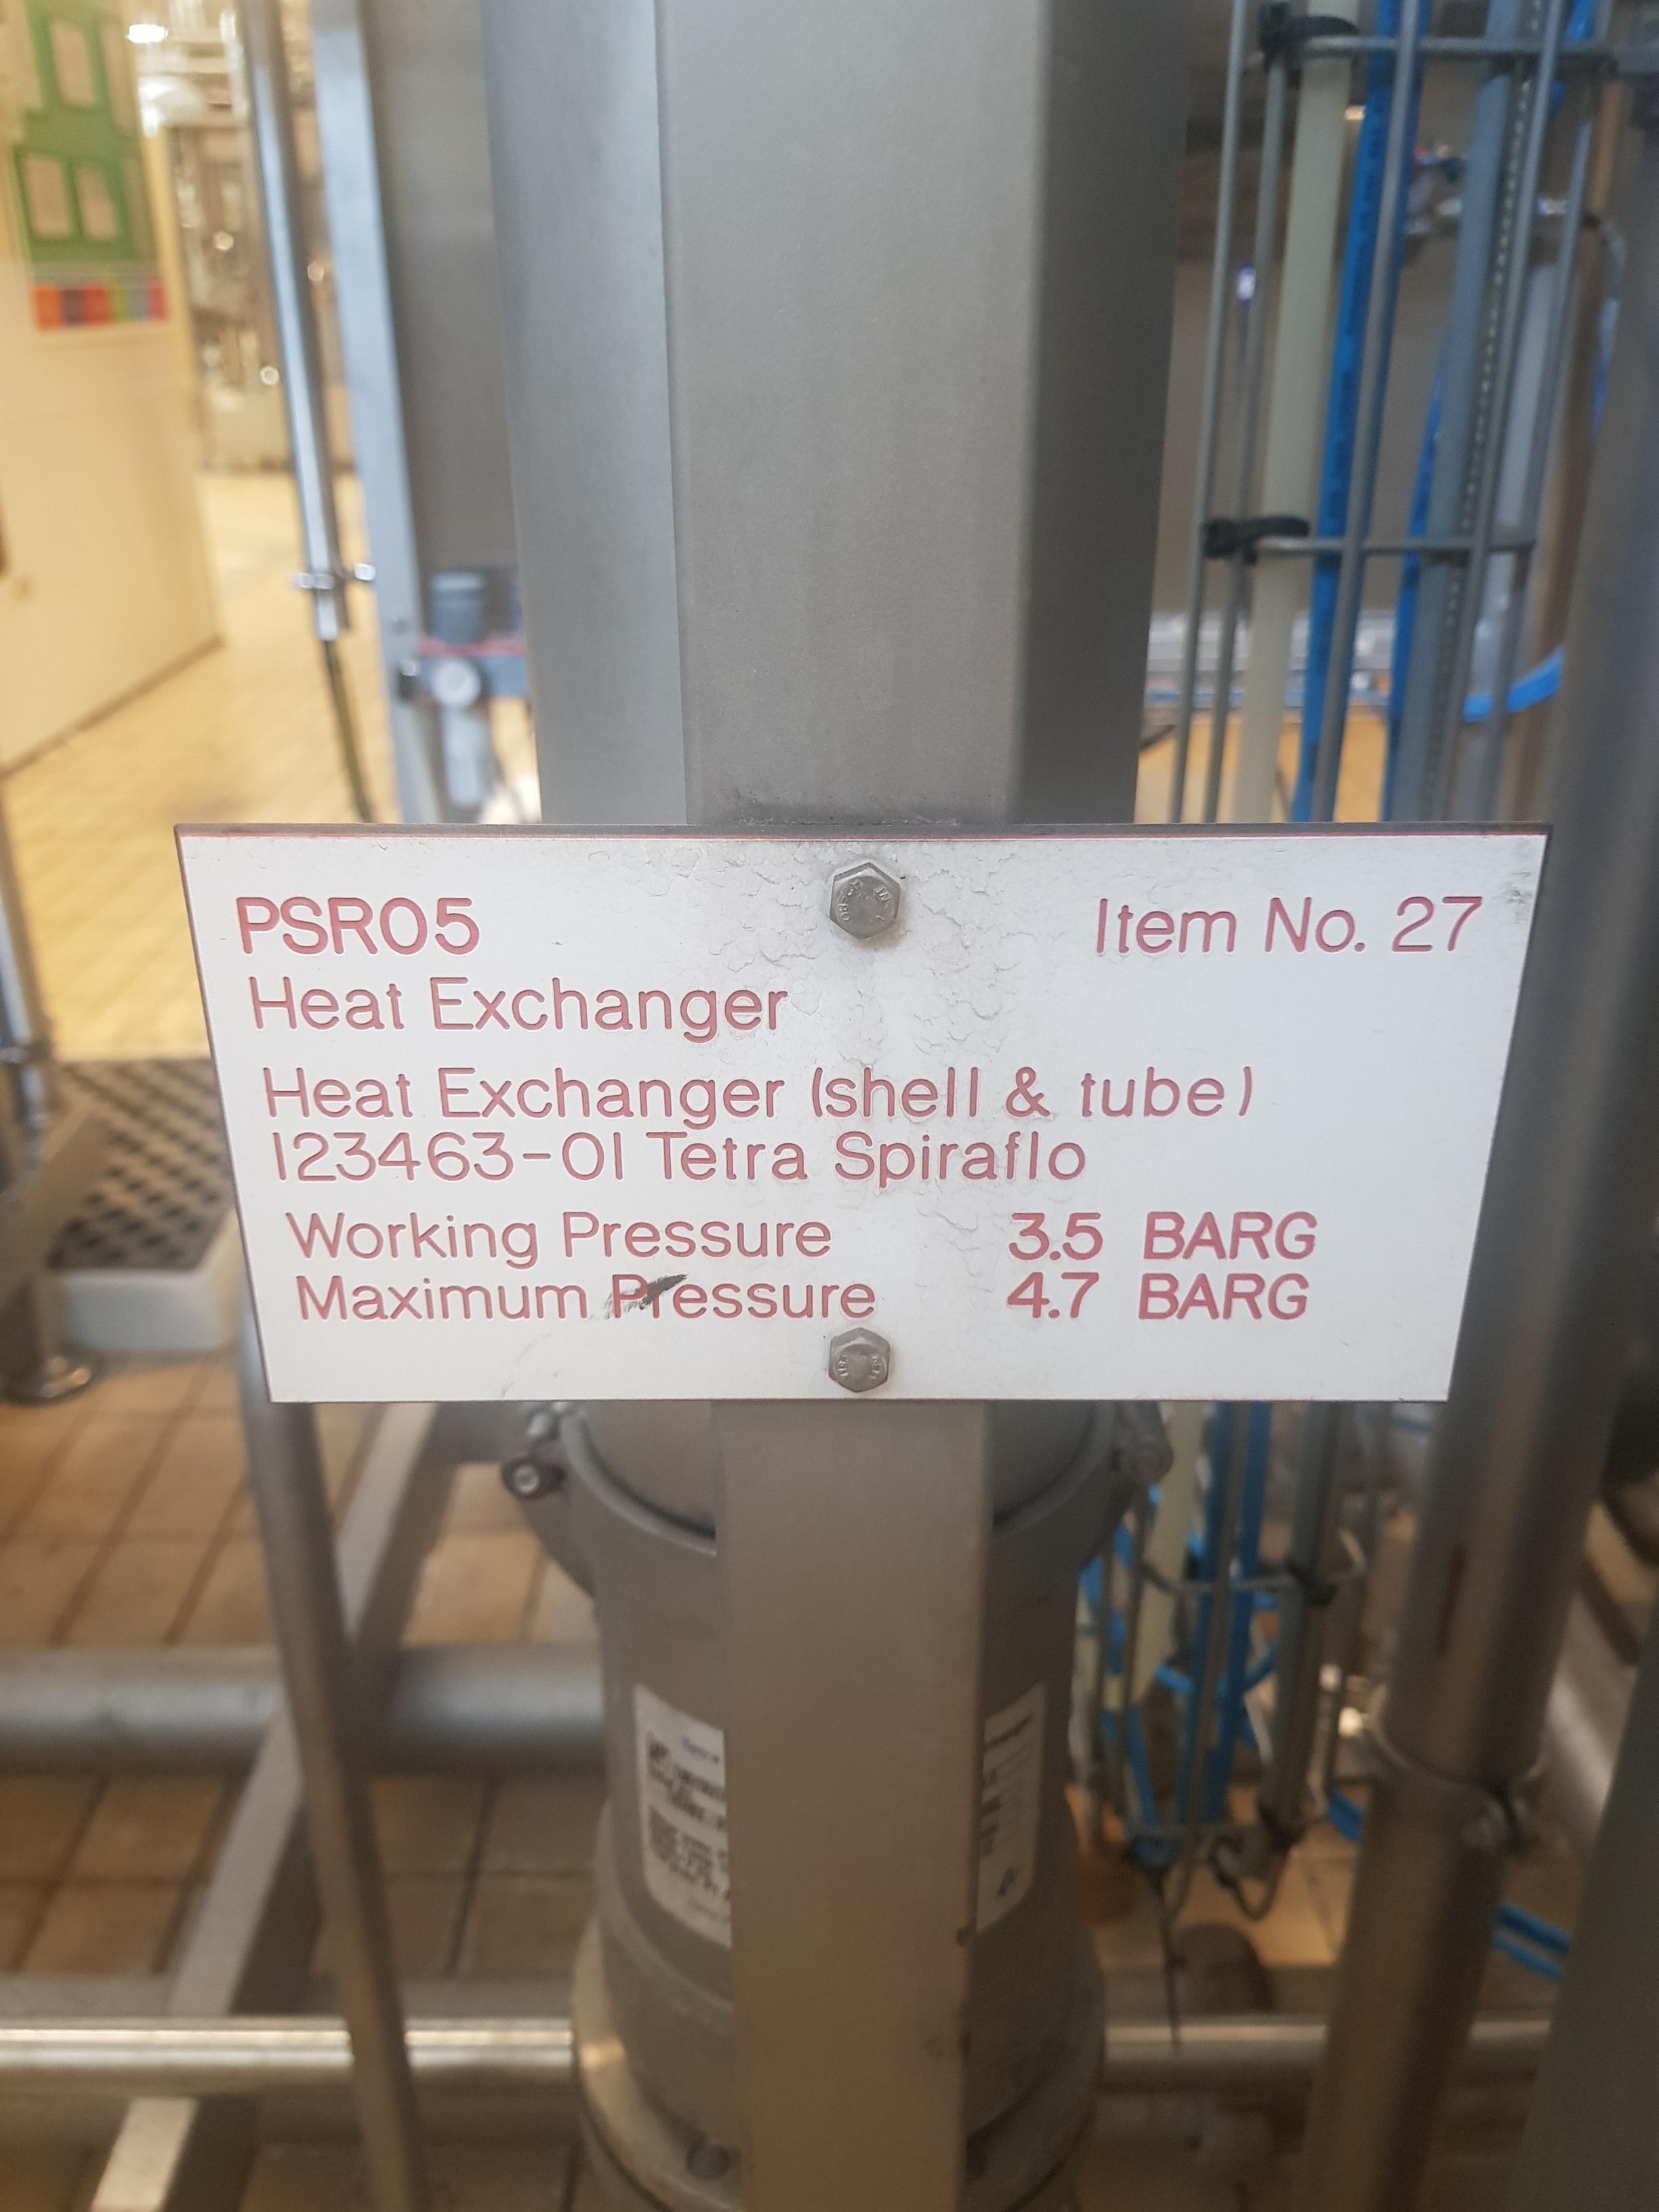 PSR05 Item No. 27
Heat Exchanger
Heat Exchanger (shell & tube)
123463-01 Tetra Spiraflo
Working Pressure 3.5 BARG
Maximum Pressure 4.7 BARG